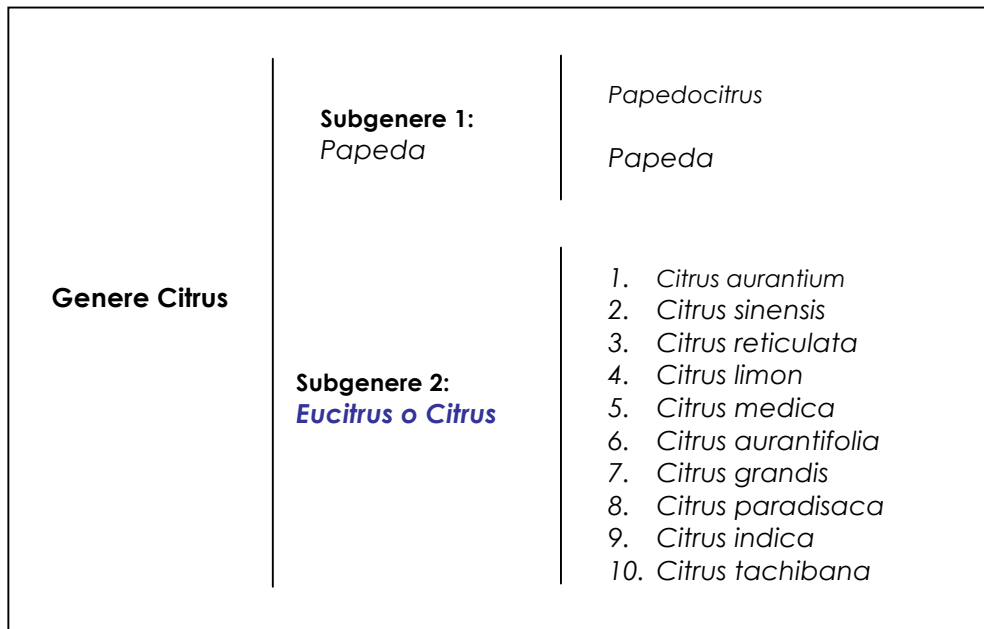 Genere Citrus
Subgenere 1:
Papeda
Papedocitrus
Papeda
Subgenere 2:
Eucitrus o Citrus
1. Citrus aurantium
2. Citrus sinensis
3. Citrus reticulata
4. Citrus limon
5. Citrus medica
6. Citrus aurantifolia
7. Citrus grandis
8. Citrus paradisaca
9. Citrus indica
10. Citrus tachibana